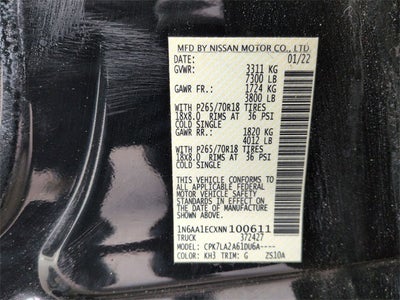 MFD BY NISSAN MOTOR CO., LTD.
DATE: 01/22
GVWR: 3311 KG
7300 LB
GAWR FR.: 1724 KG
3800 LB
WITH P265/70R18 TIRES
18x8.0 RIMS AT 36 PSI
COLD SINGLE
GAWR RR.: 1820 KG
4012 LB
WITH P265/70R18 TIRES
18x8.0 RIMS AT 36 PSI
COLD SINGLE
THIS VEHICLE CONFORMS TO ALL
APPLICABLE FEDERAL MOTOR
VEHICLE SAFETY STANDARDS
IN EFFECT ON THE DATE OF
MANUFACTURE SHOWN ABOVE.
1N6AA1ECXNN100611
TRUCK 372427
MODEL: CPK7LA2A61DU6A----
COLOR: KH3 TRIM: G ZS10A